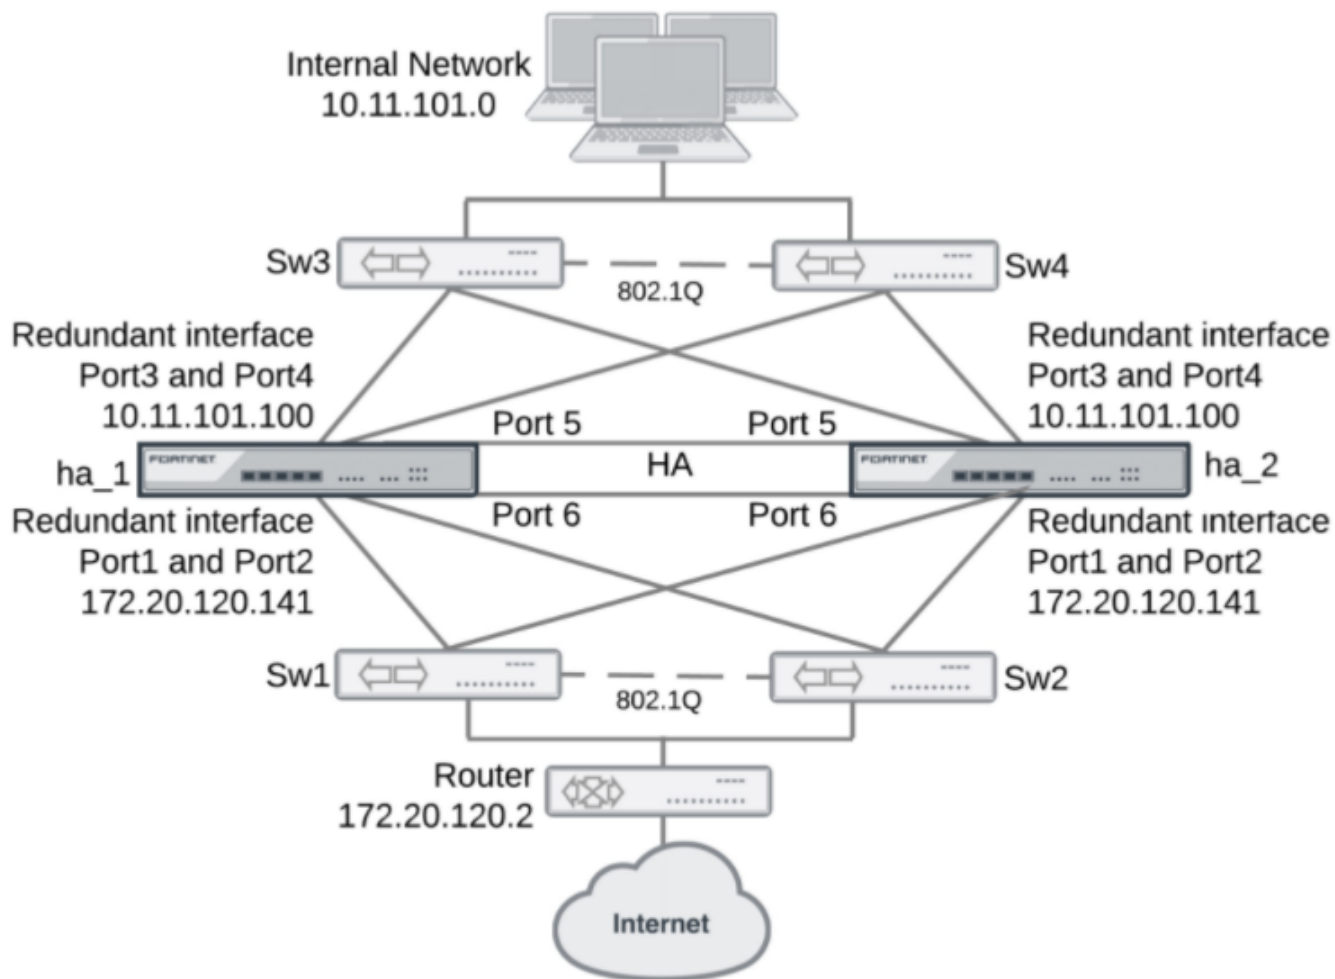 Internal Network
10.11.101.0
Sw3
802.1Q
Sw4
Redundant interface
Port3 and Port4
10.11.101.100
Redundant interface
Port3 and Port4
10.11.101.100
Port 5
Port 5
ha_1
FORTINET
HA
FORTINET
ha_2
Port 6
Port 6
Redundant interface
Port1 and Port2
172.20.120.141
Redundant interface
Port1 and Port2
172.20.120.141
Sw1
802.1Q
Sw2
Router
172.20.120.2
Internet